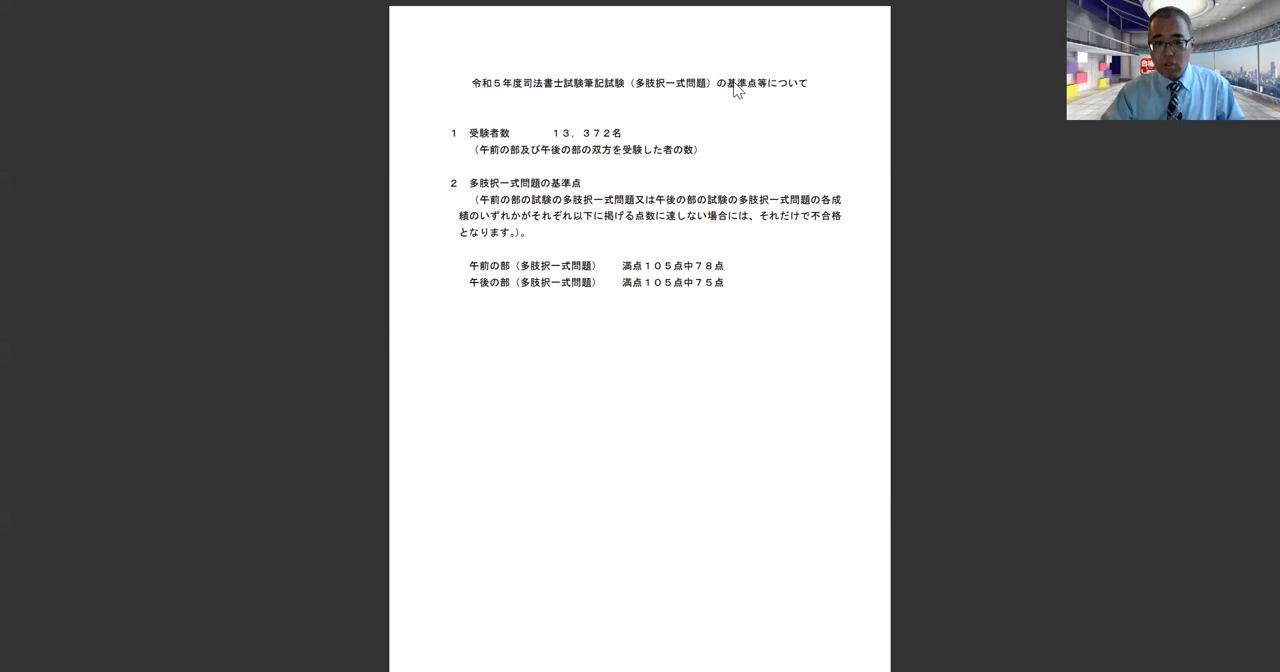 令和５年度司法書士試験筆記試験（多肢択一式問題）の基準点等について
１　受験者数　　　　１３，３７２名
（午前の部及び午後の部の双方を受験した者の数）
２　多肢択一式問題の基準点
（午前の部の試験の多肢択一式問題又は午後の部の試験の多肢択一式問題の各成
績のいずれかがそれぞれ以下に掲げる点数に達しない場合には、それだけで不合格
となります。）。
午前の部（多肢択一式問題）　　満点１０５点中７８点
午後の部（多肢択一式問題）　　満点１０５点中７５点